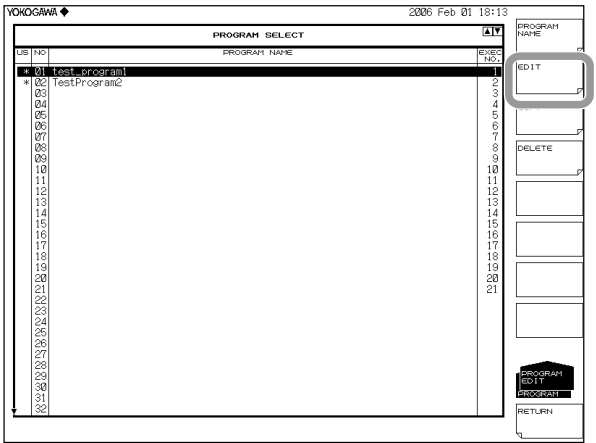 YOKOGAWA ◆ 2006 Feb 01 18:13
PROGRAM SELECT ▲▼
US NO PROGRAM NAME EXEC NO.
* 01 test_program1 1
* 02 TestProgram2 2
03 3
04 4
05 5
06 6
07 7
08 8
09 9
10 10
11 11
12 12
13 13
14 14
15 15
16 16
17 17
18 18
19 19
20 20
21 21
22
23
24
25
26
27
28
29
30
31
32
PROGRAM
NAME
EDIT
DELETE
PROGRAM
EDIT
PROGRAM
RETURN